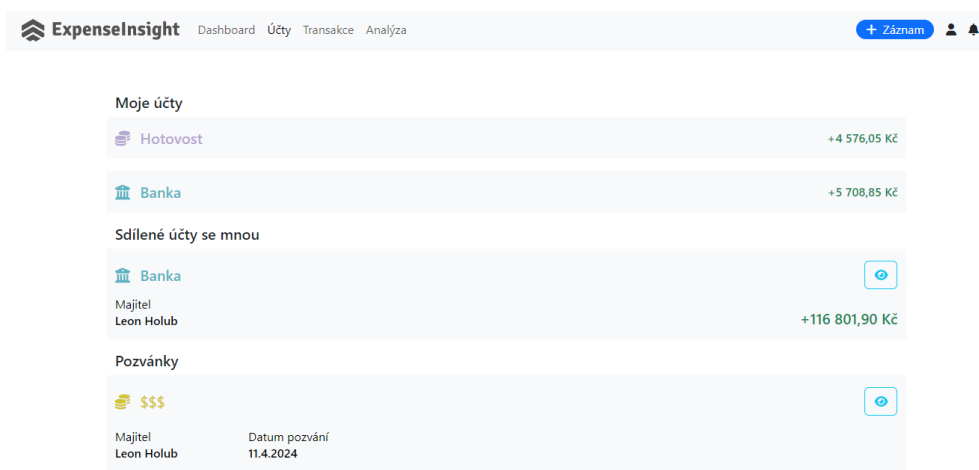 ExpenseInsight Dashboard Účty Transakce Analýza + Záznam
Moje účty
Hotovost +4 576,05 Kč
Banka +5 708,85 Kč
Sdílené účty se mnou
Banka
Majitel
Leon Holub +116 801,90 Kč
Pozvánky
$$$
Majitel Datum pozvání
Leon Holub 11.4.2024